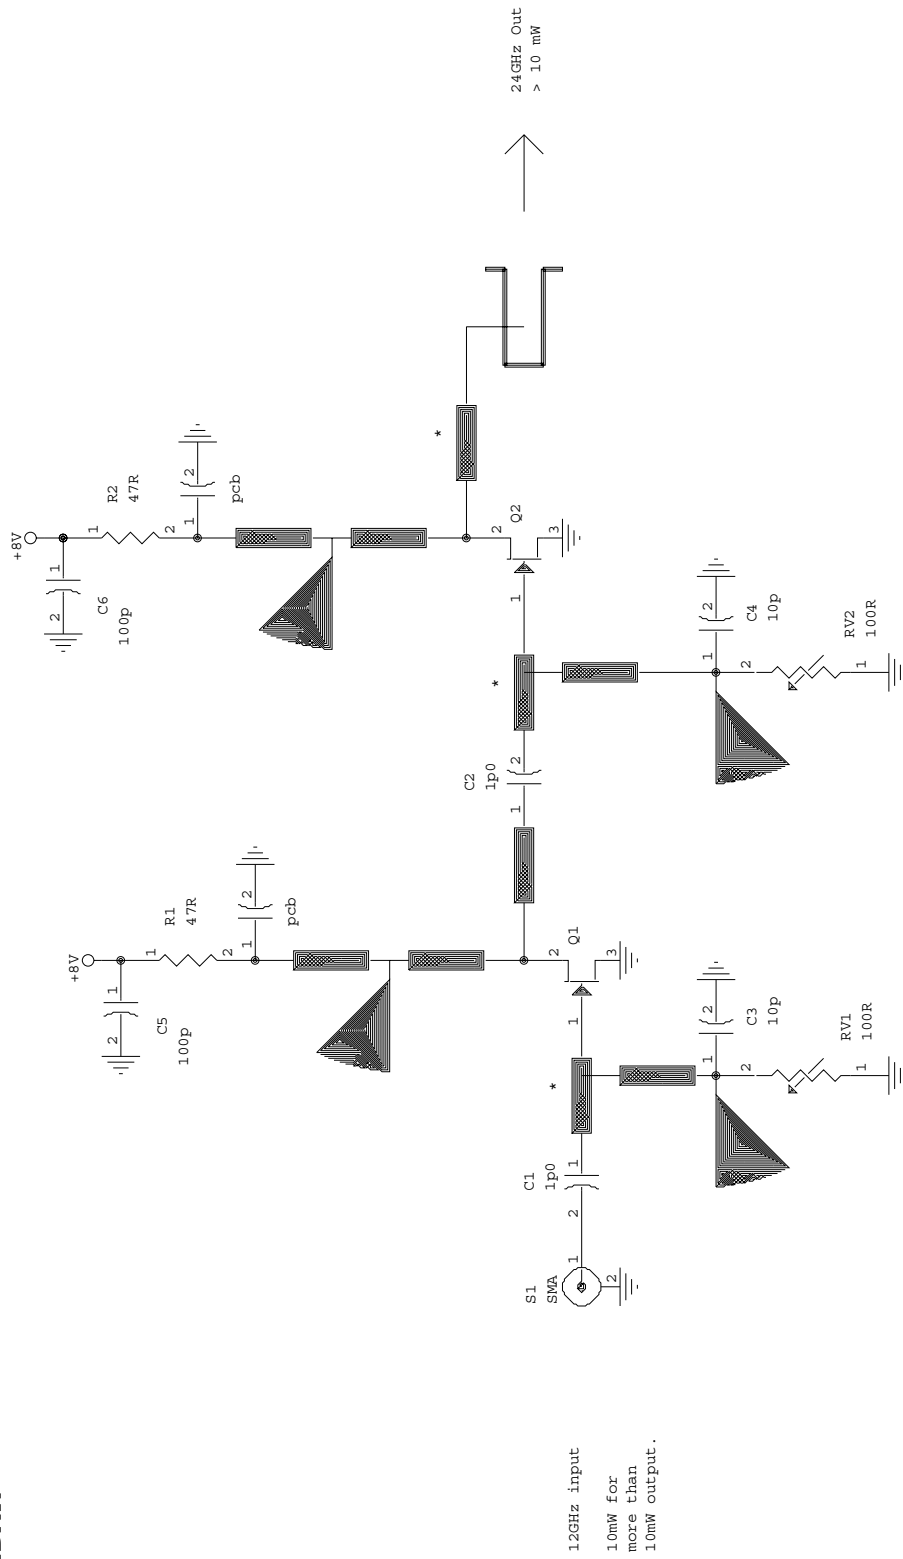 +8V
1
2
C5
100p
1
2
R1
47R
1
2
pcb
+8V
1
2
C6
100p
1
2
R2
47R
1
2
pcb
*
24GHz Out
> 10 mW
12GHz input
10mW for
more than
10mW output.
S1
SMA
1
2
C1
1p0
2
1
*
1
2
3
Q1
C2
1p0
1
2
*
1
2
3
Q2
1
2
C3
10p
2
1
RV1
100R
1
2
C4
10p
2
1
RV2
100R